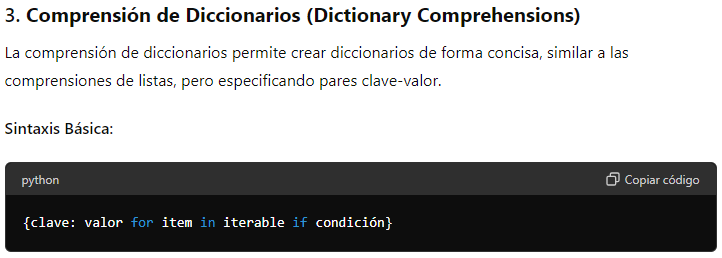 3. Comprensión de Diccionarios (Dictionary Comprehensions)
La comprensión de diccionarios permite crear diccionarios de forma concisa, similar a las
comprensiones de listas, pero especificando pares clave-valor.
Sintaxis Básica:
python Copiar código
{clave: valor for item in iterable if condición}